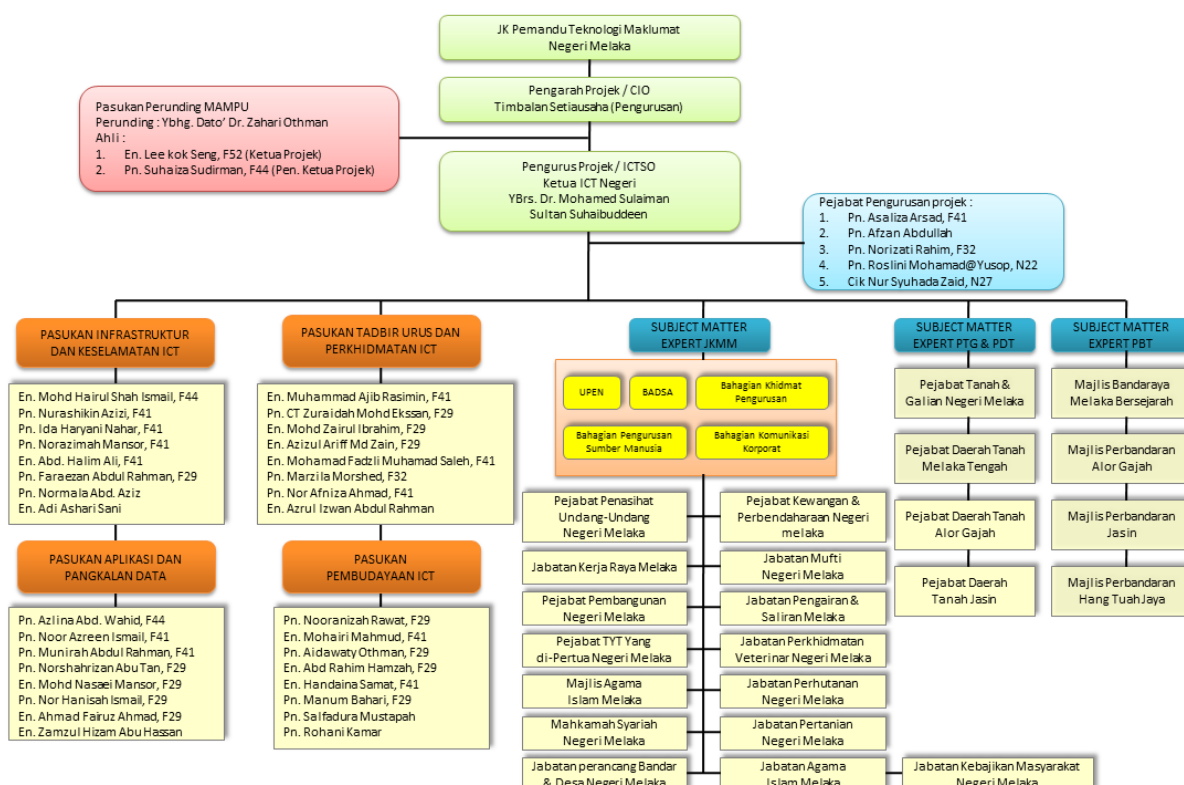 JK Pemandu Teknologi Maklumat
Negeri Melaka
Pengarah Projek / CIO
Timbalan Setiausaha (Pengurusan)
Pasukan Perunding MAMPU
Perunding : Ybhg. Dato' Dr. Zahari Othman
Ahli :
1. En. Lee kok Seng, F52 (Ketua Projek)
2. Pn. Suhaiza Sudirman, F44 (Pen. Ketua Projek)
Pengurus Projek / ICTSO
Ketua ICT Negeri
YBrs. Dr. Mohamed Sulaiman
Sultan Suhaibuddeen
Pejabat Pengurusan projek :
1. Pn. Asaliza Arsad, F41
2. Pn. Afzan Abdullah
3. Pn. Norizati Rahim, F32
4. Pn. Roslini Mohamad@Yusop, N22
5. Cik Nur Syuhada Zaid, N27
PASUKAN INFRASTRUKTUR
DAN KESELAMATAN ICT
En. Mohd Hairul Shah Ismail, F44
Pn. Nurashikin Azizi, F41
Pn. Ida Haryani Nahar, F41
Pn. Norazimah Mansor, F41
En. Abd. Halim Ali, F41
Pn. Faraezan Abdul Rahman, F29
Pn. Normala Abd. Aziz
En. Adi Ashari Sani
PASUKAN APLIKASI DAN
PANGKALAN DATA
Pn. Azlina Abd. Wahid, F44
Pn. Noor Azreen Ismail, F41
Pn. Munirah Abdul Rahman, F41
Pn. Norshahrizan Abu Tan, F29
En. Mohd Nasaei Mansor, F29
Pn. Nor Hanisah Ismail, F29
En. Ahmad Fairuz Ahmad, F29
En. Zamzul Hizam Abu Hassan
PASUKAN TADBIR URUS DAN
PERKHIDMATAN ICT
En. Muhammad Ajib Rasimin, F41
Pn. CT Zuraidah Mohd Ekssan, F29
En. Mohd Zairul Ibrahim, F29
En. Azizul Ariff Md Zain, F29
En. Mohamad Fadzli Muhamad Saleh, F41
Pn. Marzila Morshed, F32
Pn. Nor Afniza Ahmad, F41
En. Azrul Izwan Abdul Rahman
PASUKAN
PEMBUDAYAAN ICT
Pn. Nooranizah Rawat, F29
En. Mohairi Mahmud, F41
Pn. Aidawaty Othman, F29
En. Abd Rahim Hamzah, F29
En. Handaina Samat, F41
Pn. Manum Bahari, F29
Pn. Salfadura Mustapah
Pn. Rohani Kamar
SUBJECT MATTER
EXPERT JKMM
UPEN
BADSA
Bahagian Khidmat
Pengurusan
Bahagian Pengurusan
Sumber Manusia
Bahagian Komunikasi
Korporat
Pejabat Penasihat
Undang-Undang
Negeri Melaka
Pejabat Kewangan &
Perbendaharaan Negeri
melaka
Jabatan Kerja Raya Melaka
Jabatan Mufti
Negeri Melaka
Pejabat Pembangunan
Negeri Melaka
Jabatan Pengairan &
Saliran Melaka
Pejabat TYT Yang
di-Pertua Negeri Melaka
Jabatan Perkhidmatan
Veterinar Negeri Melaka
Majlis Agama
Islam Melaka
Jabatan Perhutanan
Negeri Melaka
Mahkamah Syariah
Negeri Melaka
Jabatan Pertanian
Negeri Melaka
Jabatan perancang Bandar
& Desa Negeri Melaka
Jabatan Agama
Islam Melaka
Jabatan Kebajikan Masyarakat
Negeri Melaka
SUBJECT MATTER
EXPERT PTG & PDT
Pejabat Tanah &
Galian Negeri Melaka
Pejabat Daerah Tanah
Melaka Tengah
Pejabat Daerah Tanah
Alor Gajah
Pejabat Daerah
Tanah Jasin
SUBJECT MATTER
EXPERT PBT
Majlis Bandaraya
Melaka Bersejarah
Majlis Perbandaran
Alor Gajah
Majlis Perbandaran
Jasin
Majlis Perbandaran
Hang Tuah Jaya